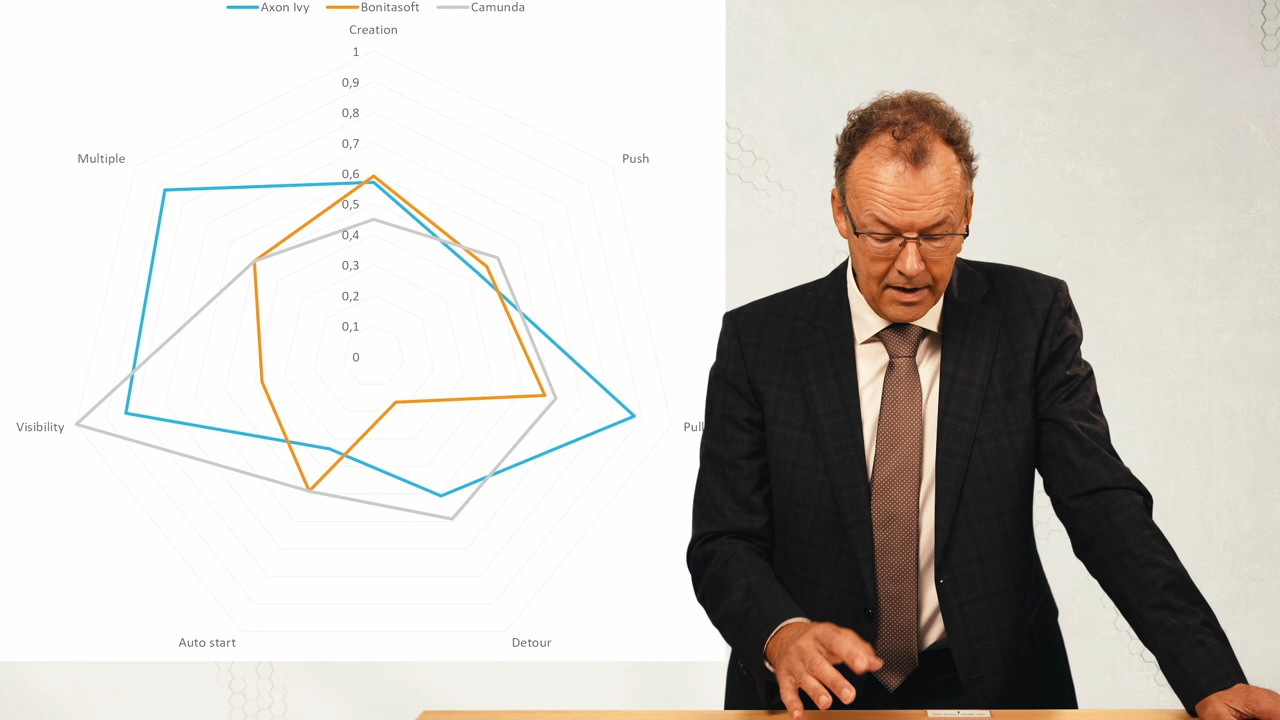 Axon Ivy Bonitasoft Camunda
Creation
1
0,9
0,8
0,7
Multiple
Push
0,6
0,5
0,4
0,3
0,2
0,1
0
Visibility
Pull
Auto start
Detour